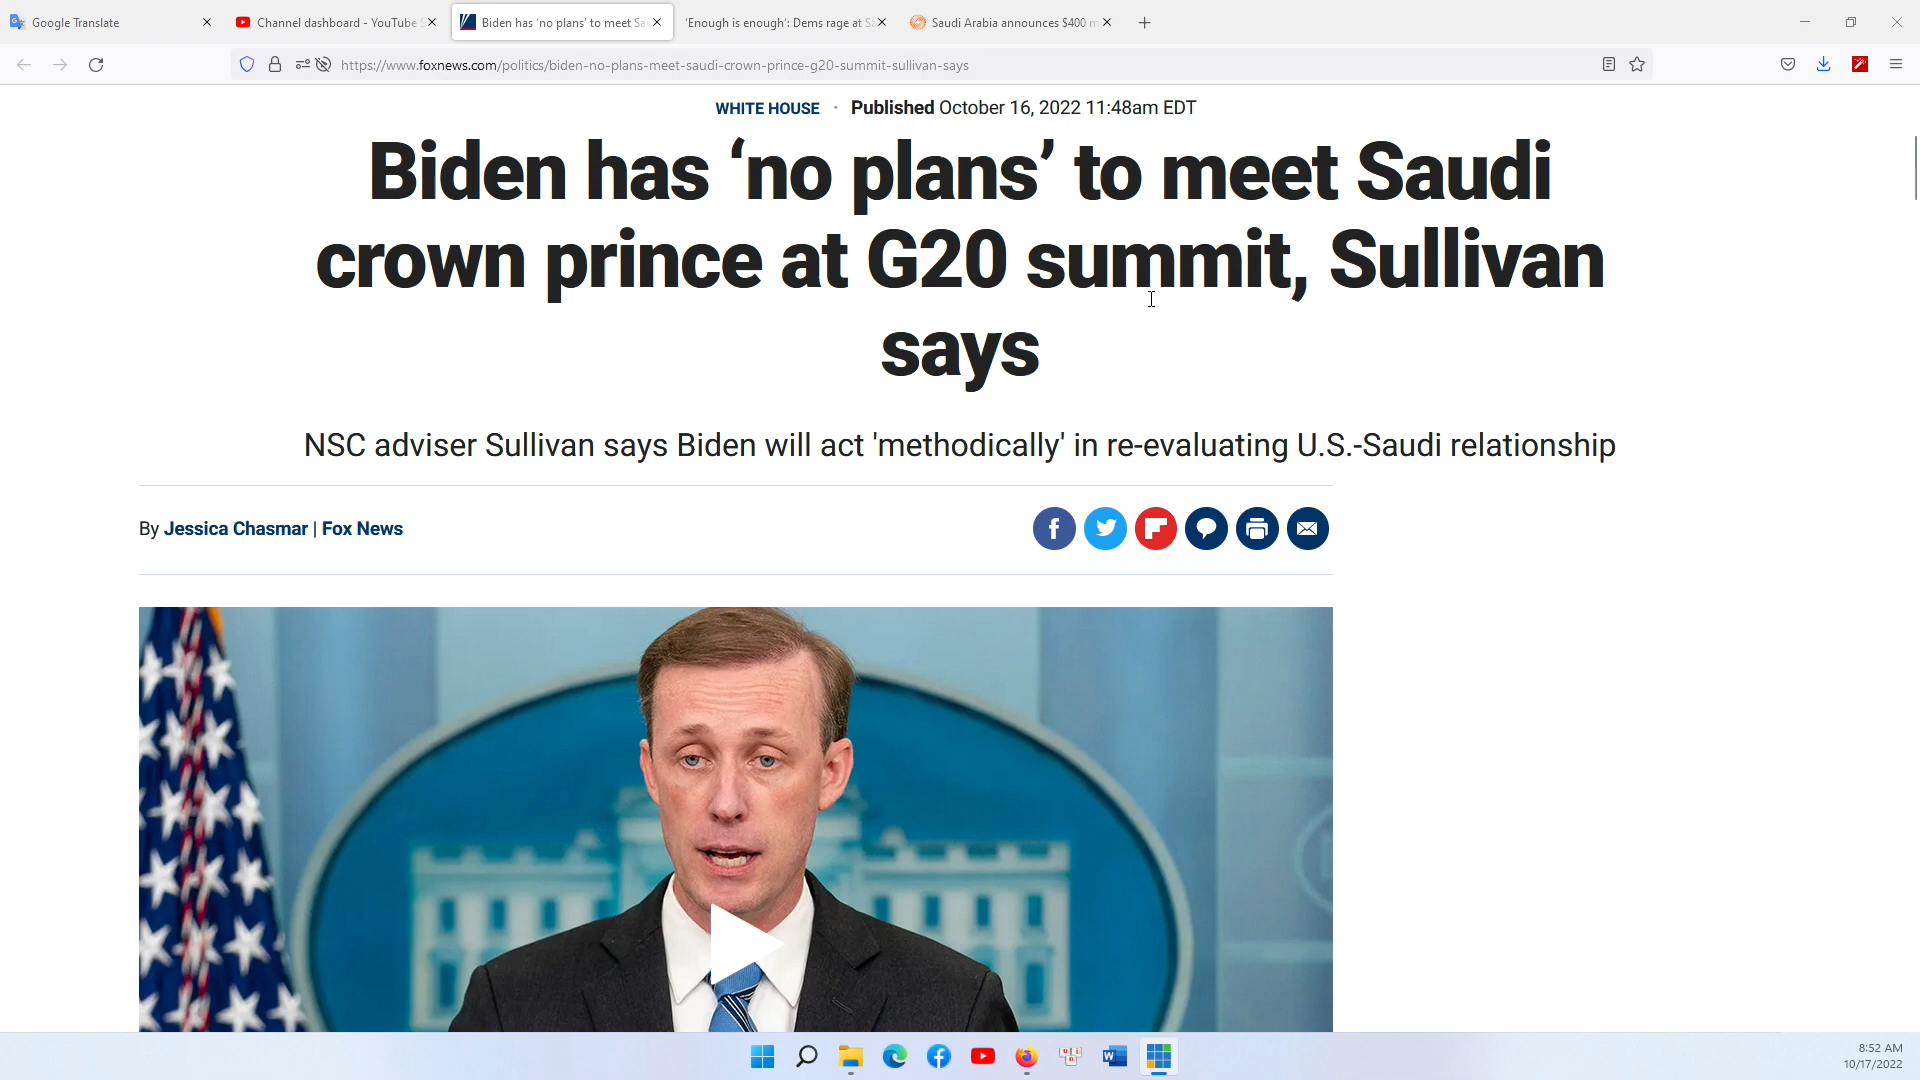 Google Translate
Channel dashboard - YouTube S
Biden has 'no plans' to meet Sa
'Enough is enough': Dems rage at Sa
Saudi Arabia announces $400 m
https://www.foxnews.com/politics/biden-no-plans-meet-saudi-crown-prince-g20-summit-sullivan-says
WHITE HOUSE · Published October 16, 2022 11:48am EDT
Biden has ‘no plans’ to meet Saudi
crown prince at G20 summit, Sullivan
says
NSC adviser Sullivan says Biden will act 'methodically' in re-evaluating U.S.-Saudi relationship
By Jessica Chasmar | Fox News
8:52 AM
10/17/2022